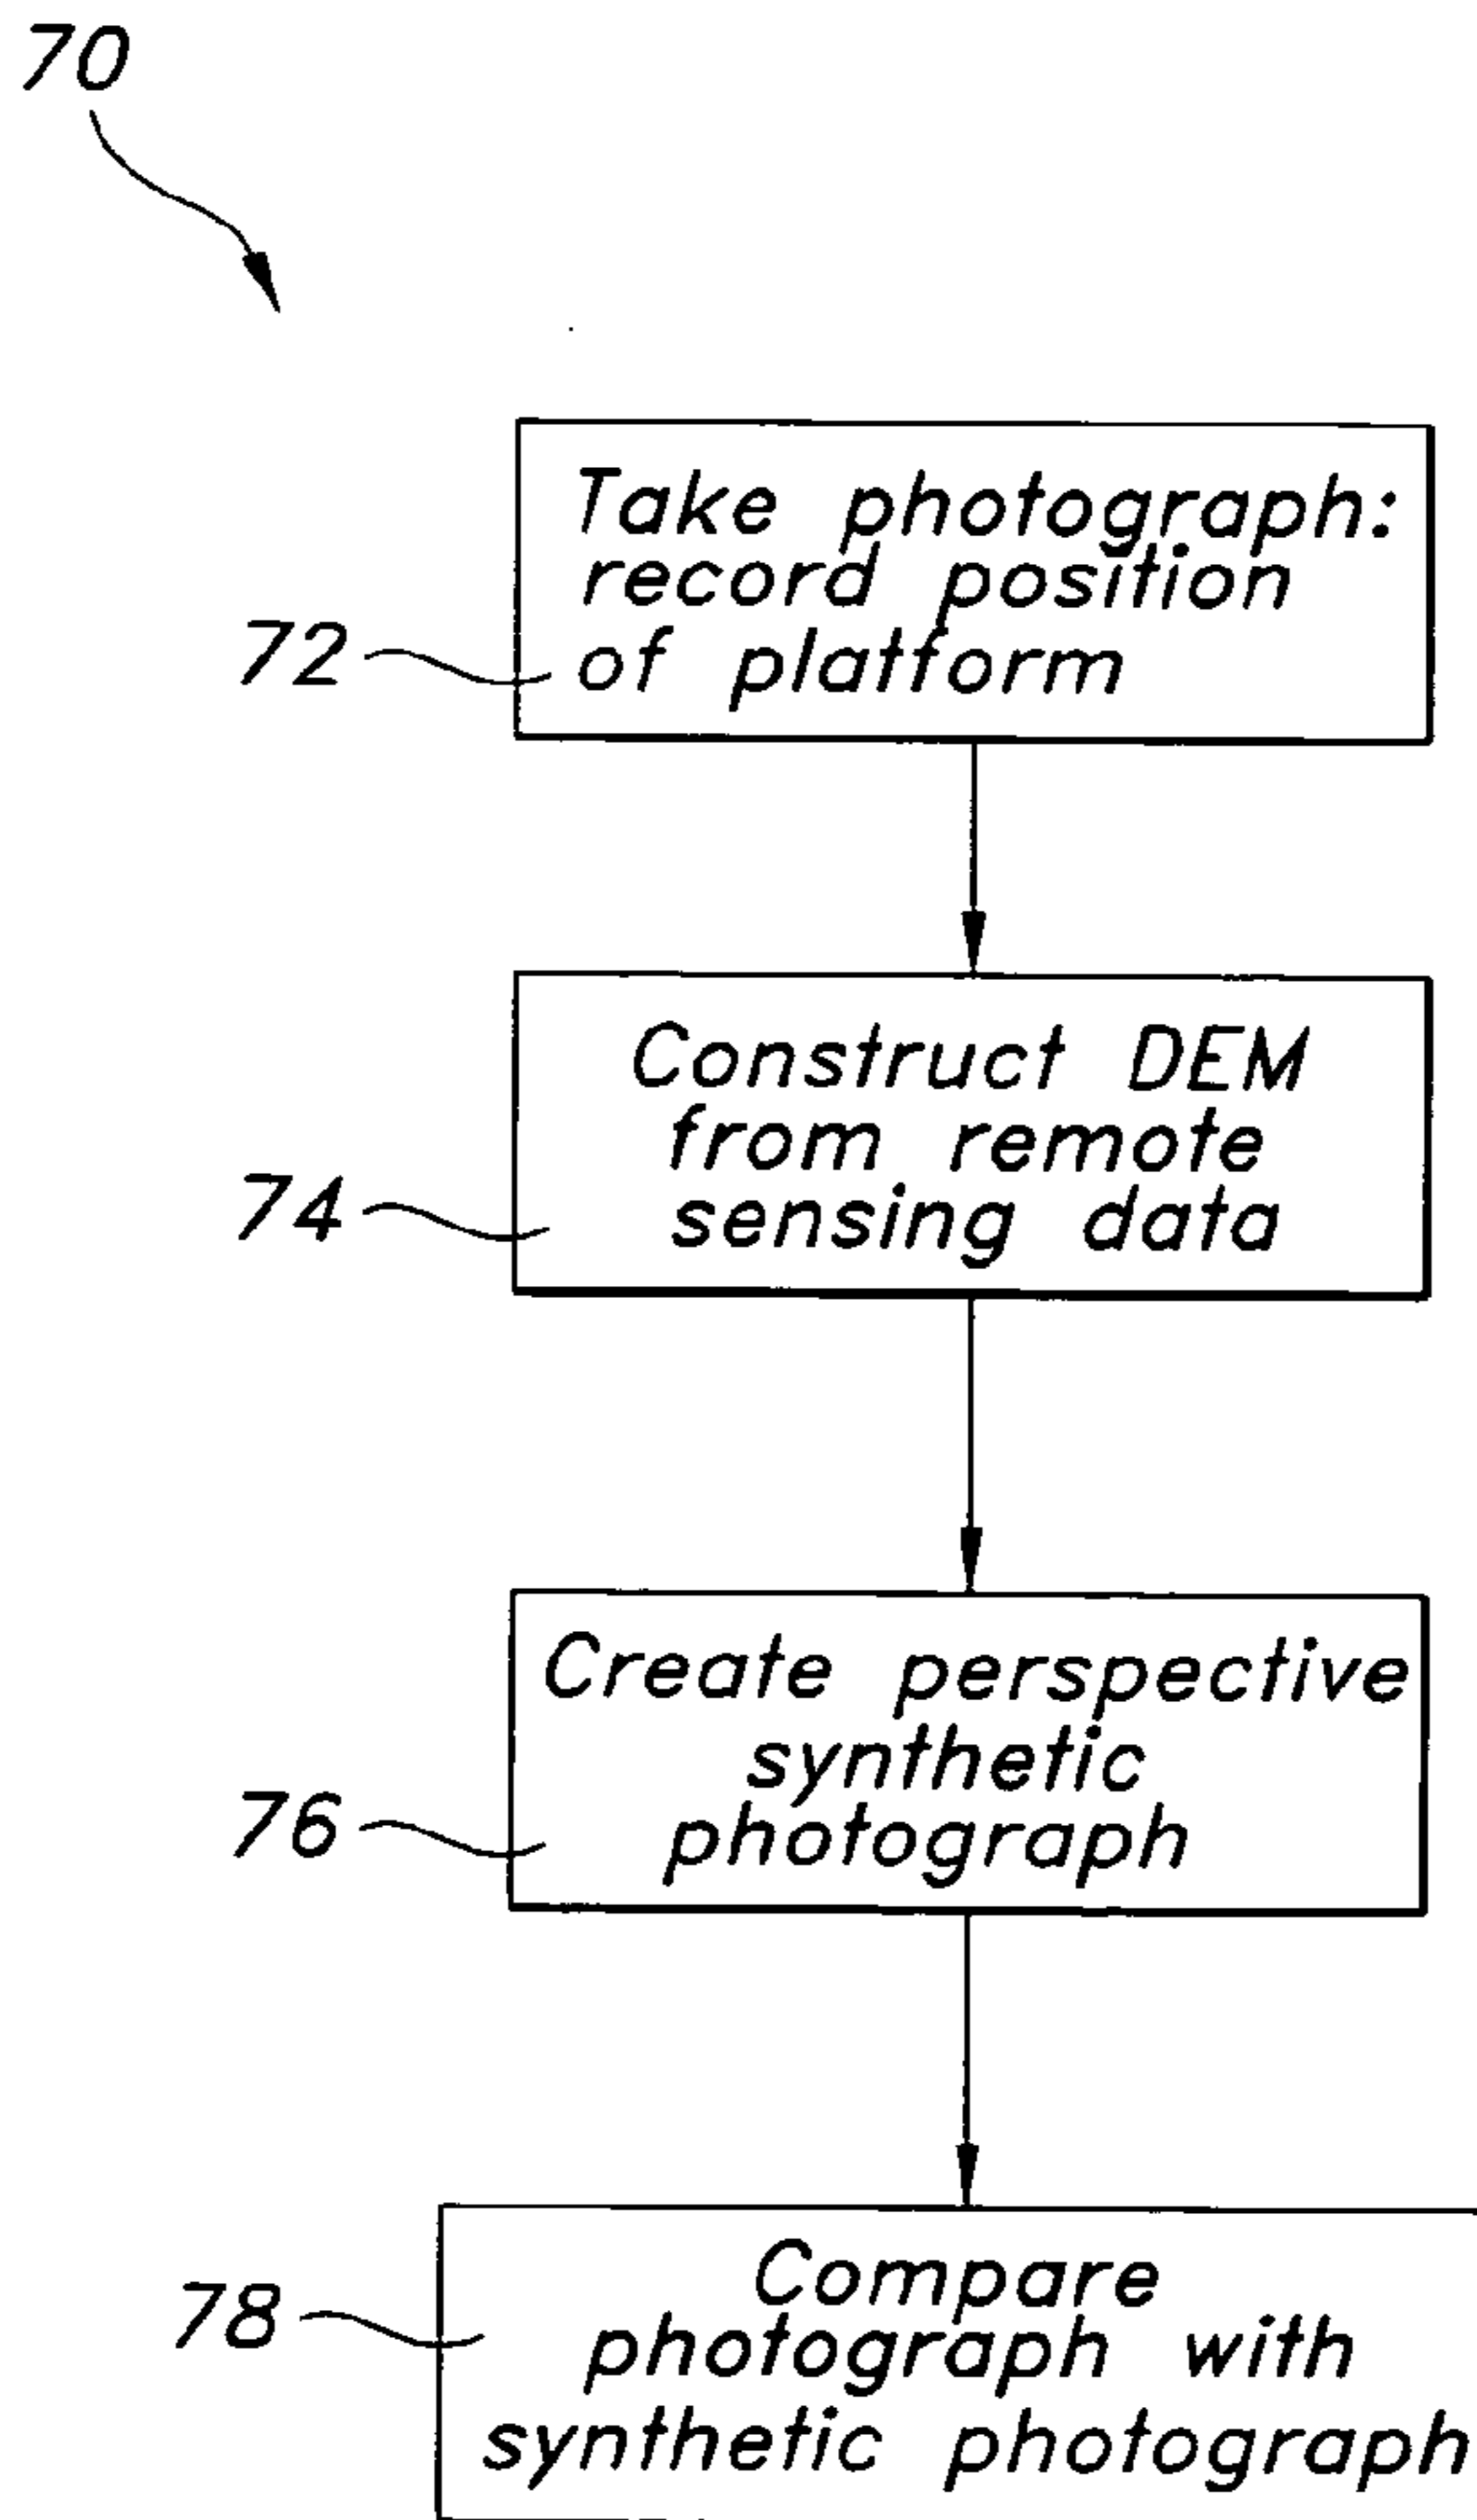 70
Take photograph:
record position
of platform
72
Construct DEM
from remote
sensing data
74
Create perspective
synthetic
photograph
76
Compare
photograph with
synthetic photograph
78